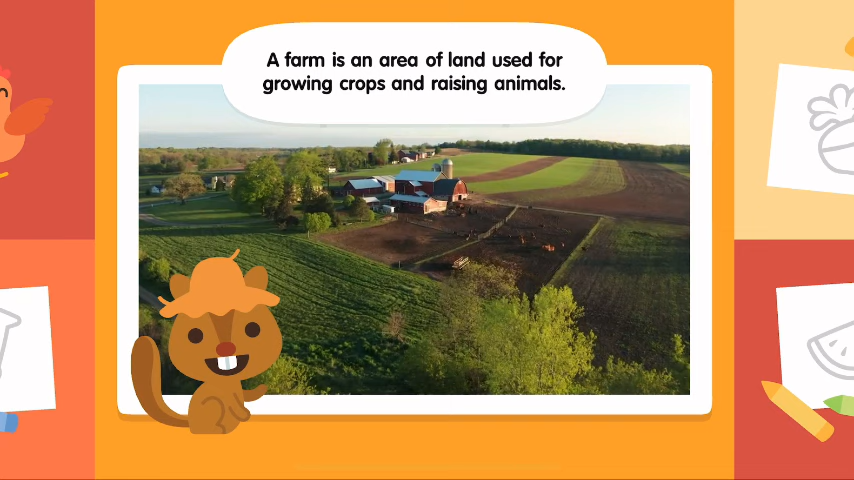 A farm is an area of land used for
growing crops and raising animals.